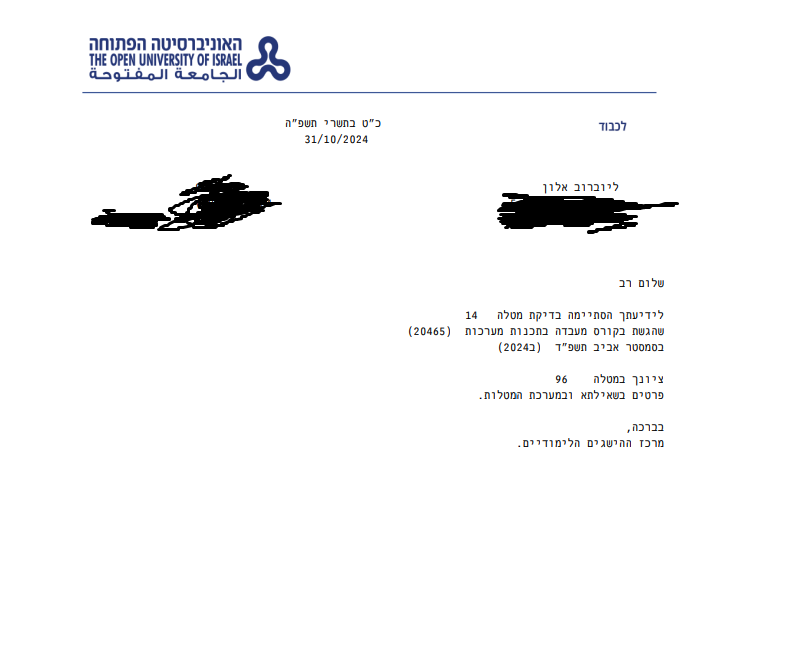 האוניברסיטה הפתוחה
THE OPEN UNIVERSITY OF ISRAEL
الجامعة المفتوحة
כ"ט בתשרי תשפ"ה
31/10/2024
לכבוד
ליוברוב אלון
שלום רב
לידיעתך הסתיימה בדיקת מטלה 14
שהגשת בקורס מעבדה בתכנות מערכות (20465)
בסמסטר אביב תשפ"ד (ב2024)
ציונך במטלה 96
פרטים בשאילתא ובמערכת המטלות.
בברכה,
מרכז ההישגים הלימודיים.